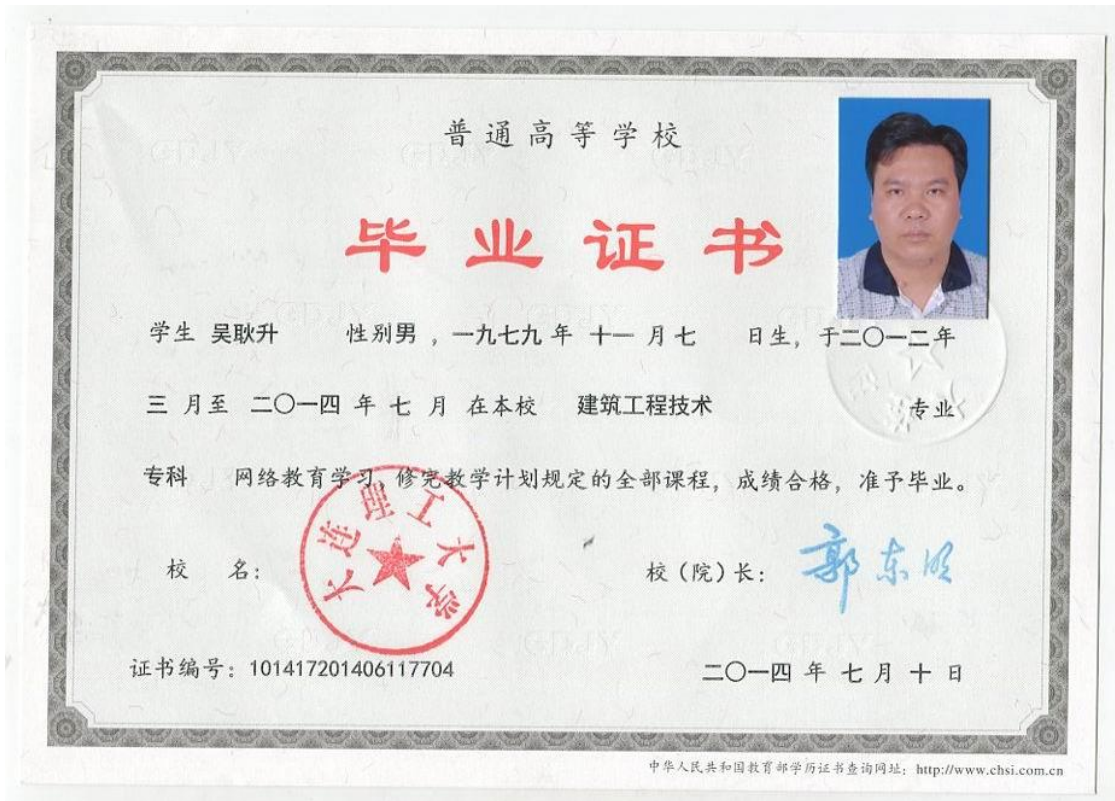 普通高等学校
毕业证书
学生 吴耿升 性别男 ，一九七九 年 十一 月 七 日生，于二〇一二年
三 月至 二〇一四 年 七 月 在本校 建筑工程技术 专业
专科 网络教育学习，修完教学计划规定的全部课程，成绩合格，准予毕业。
大连理工大学
校 名： 校（院）长： 郭东明
证书编号：101417201406117704 二〇一四 年 七 月 十 日
中华人民共和国教育部学历证书查询网址：http://www.chsi.com.cn